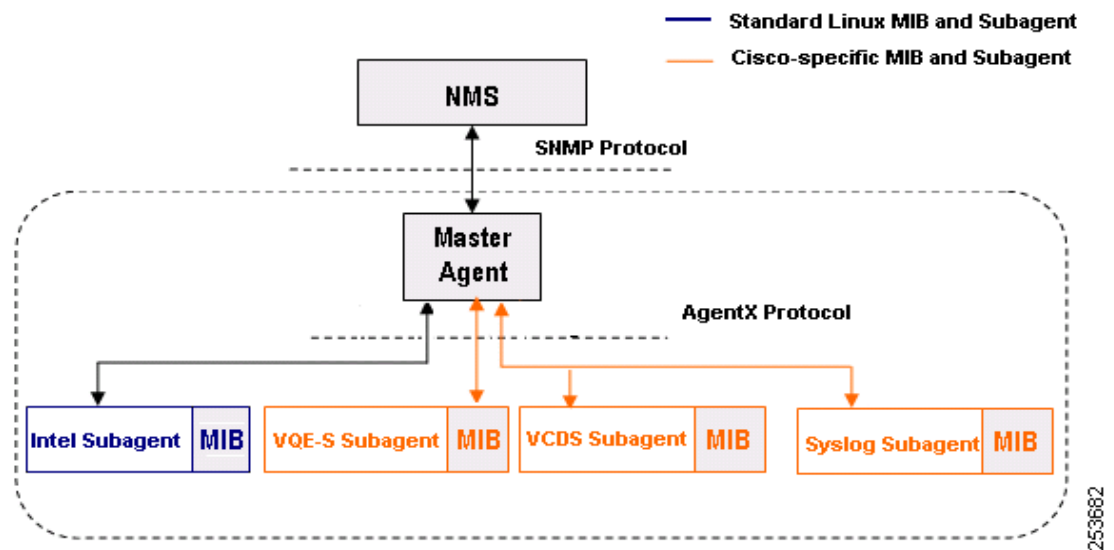 Standard Linux MIB and Subagent
Cisco-specific MIB and Subagent
NMS
SNMP Protocol
Master
Agent
AgentX Protocol
Intel Subagent MIB
VQE-S Subagent MIB
VCDS Subagent MIB
Syslog Subagent MIB
253682